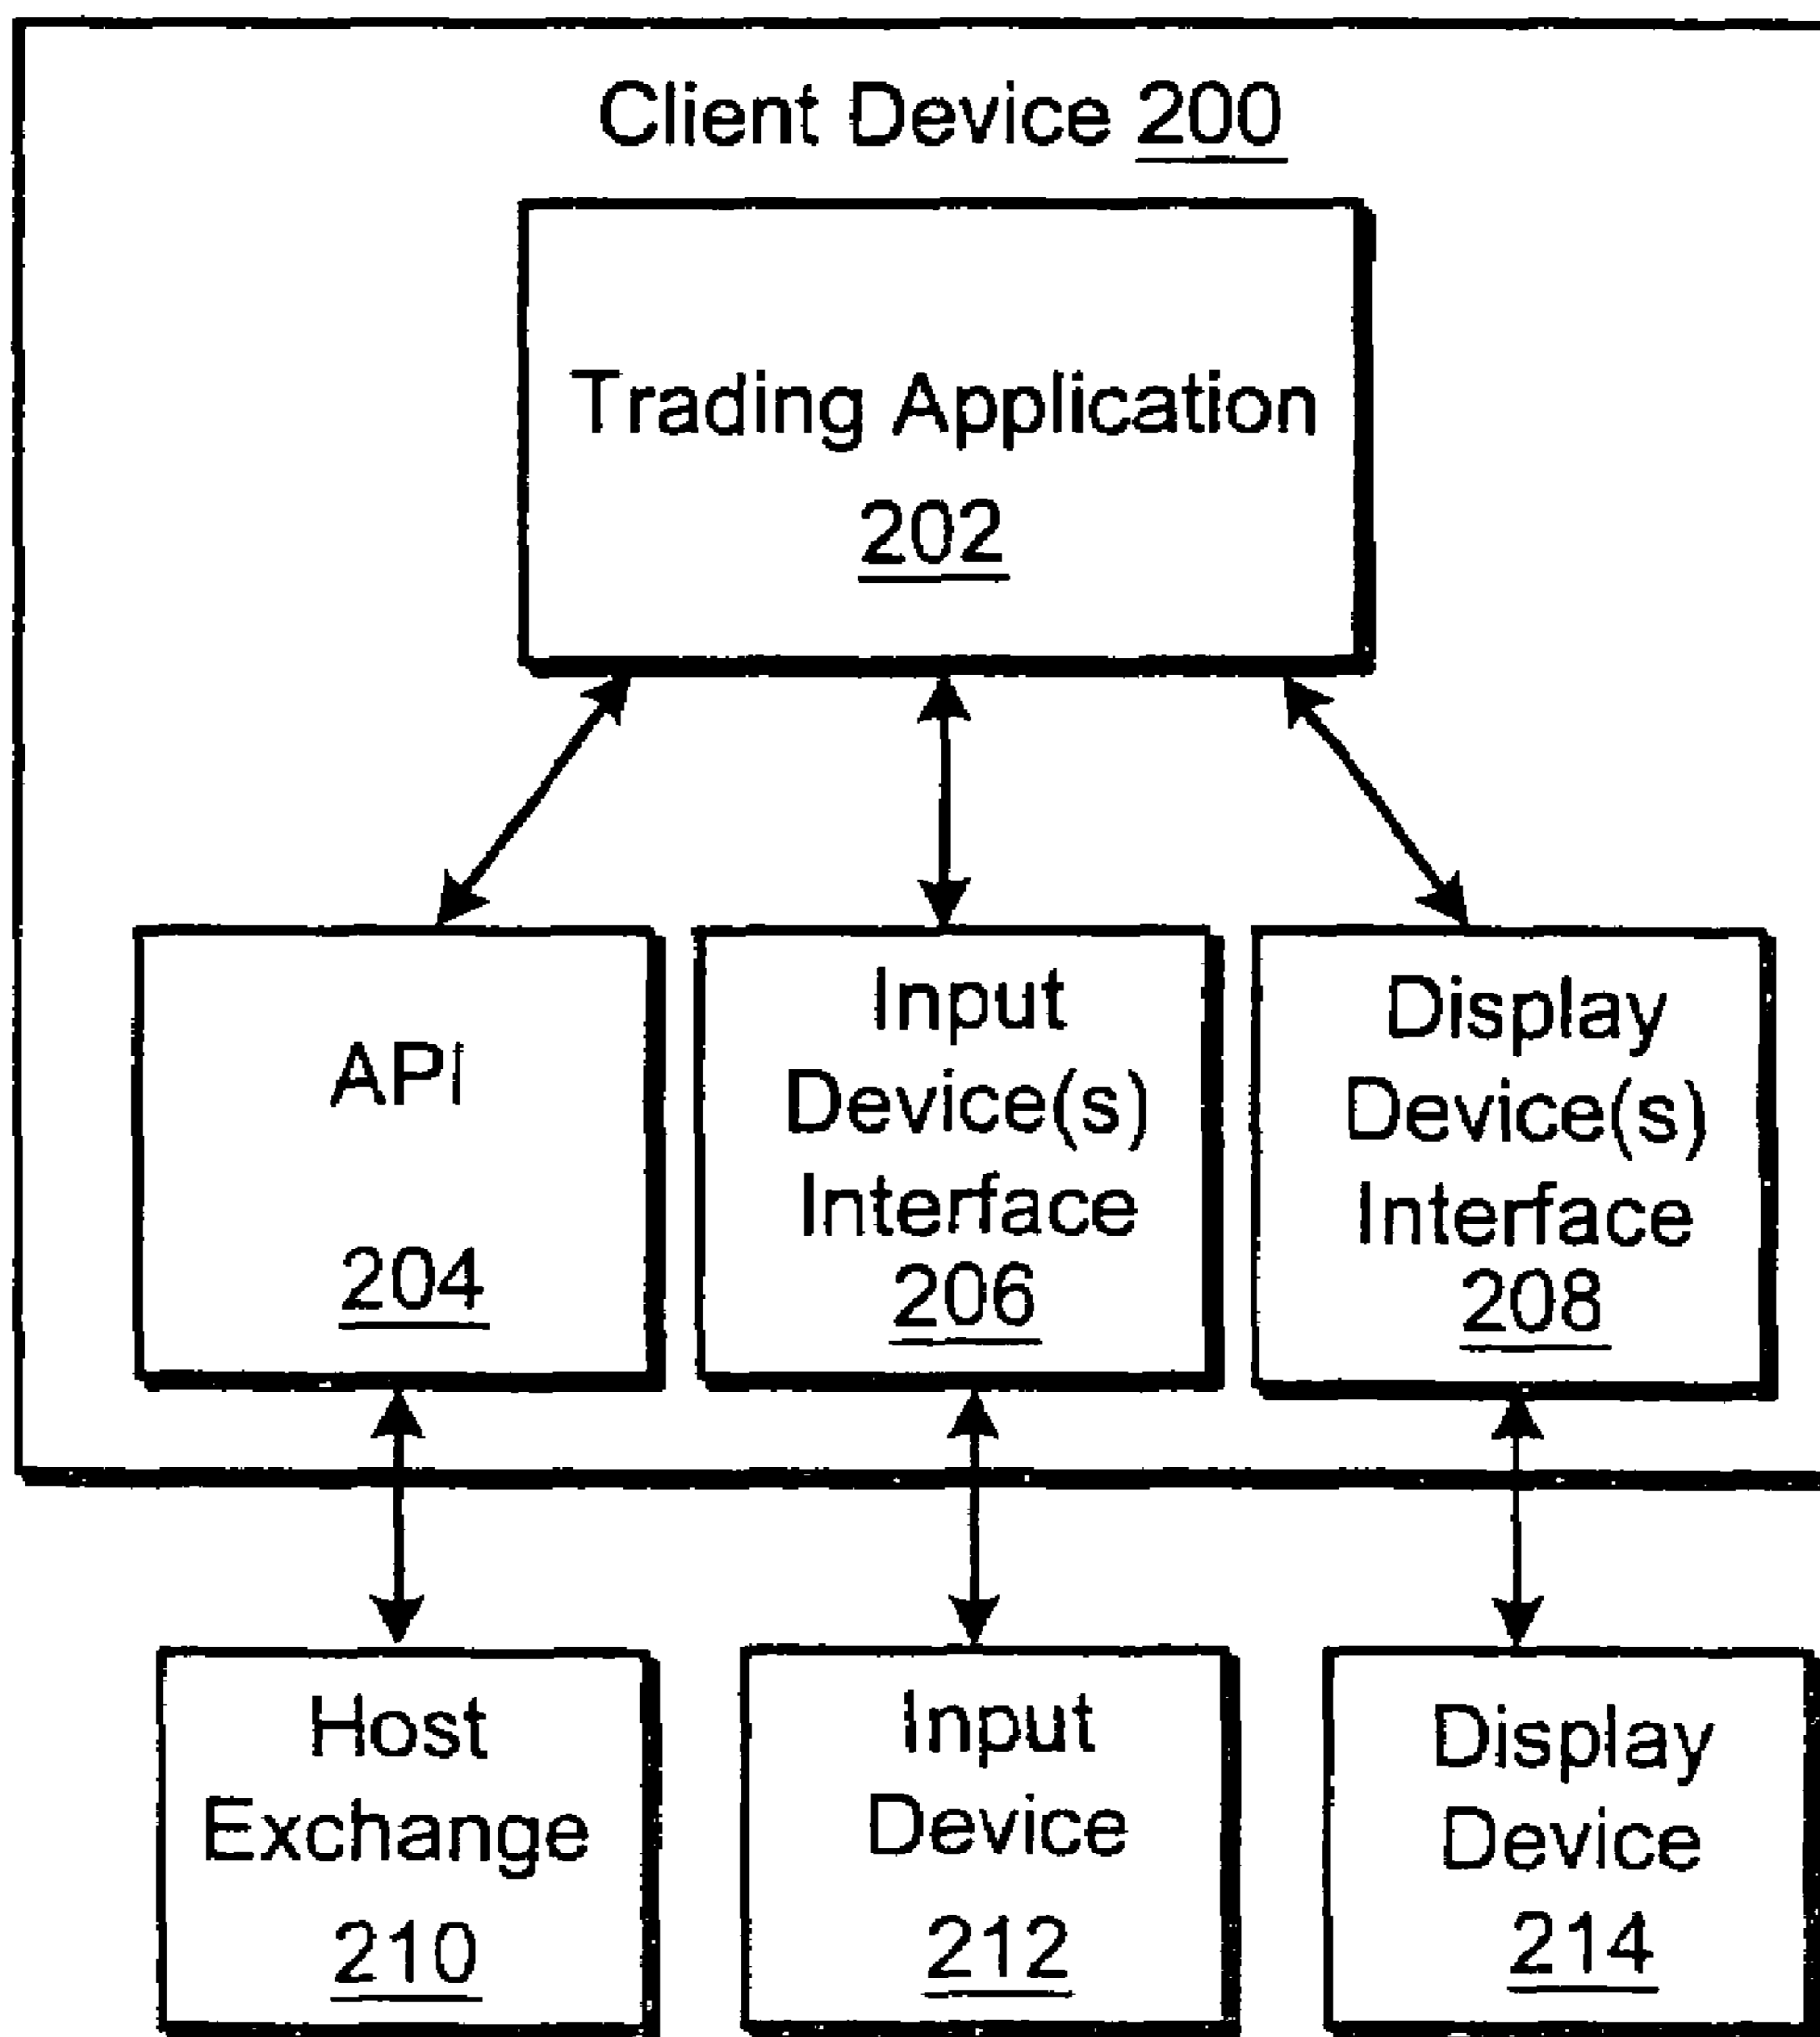 Client Device 200
Trading Application
202
API
204
Input
Device(s)
Interface
206
Display
Device(s)
Interface
208
Host
Exchange
210
Input
Device
212
Display
Device
214